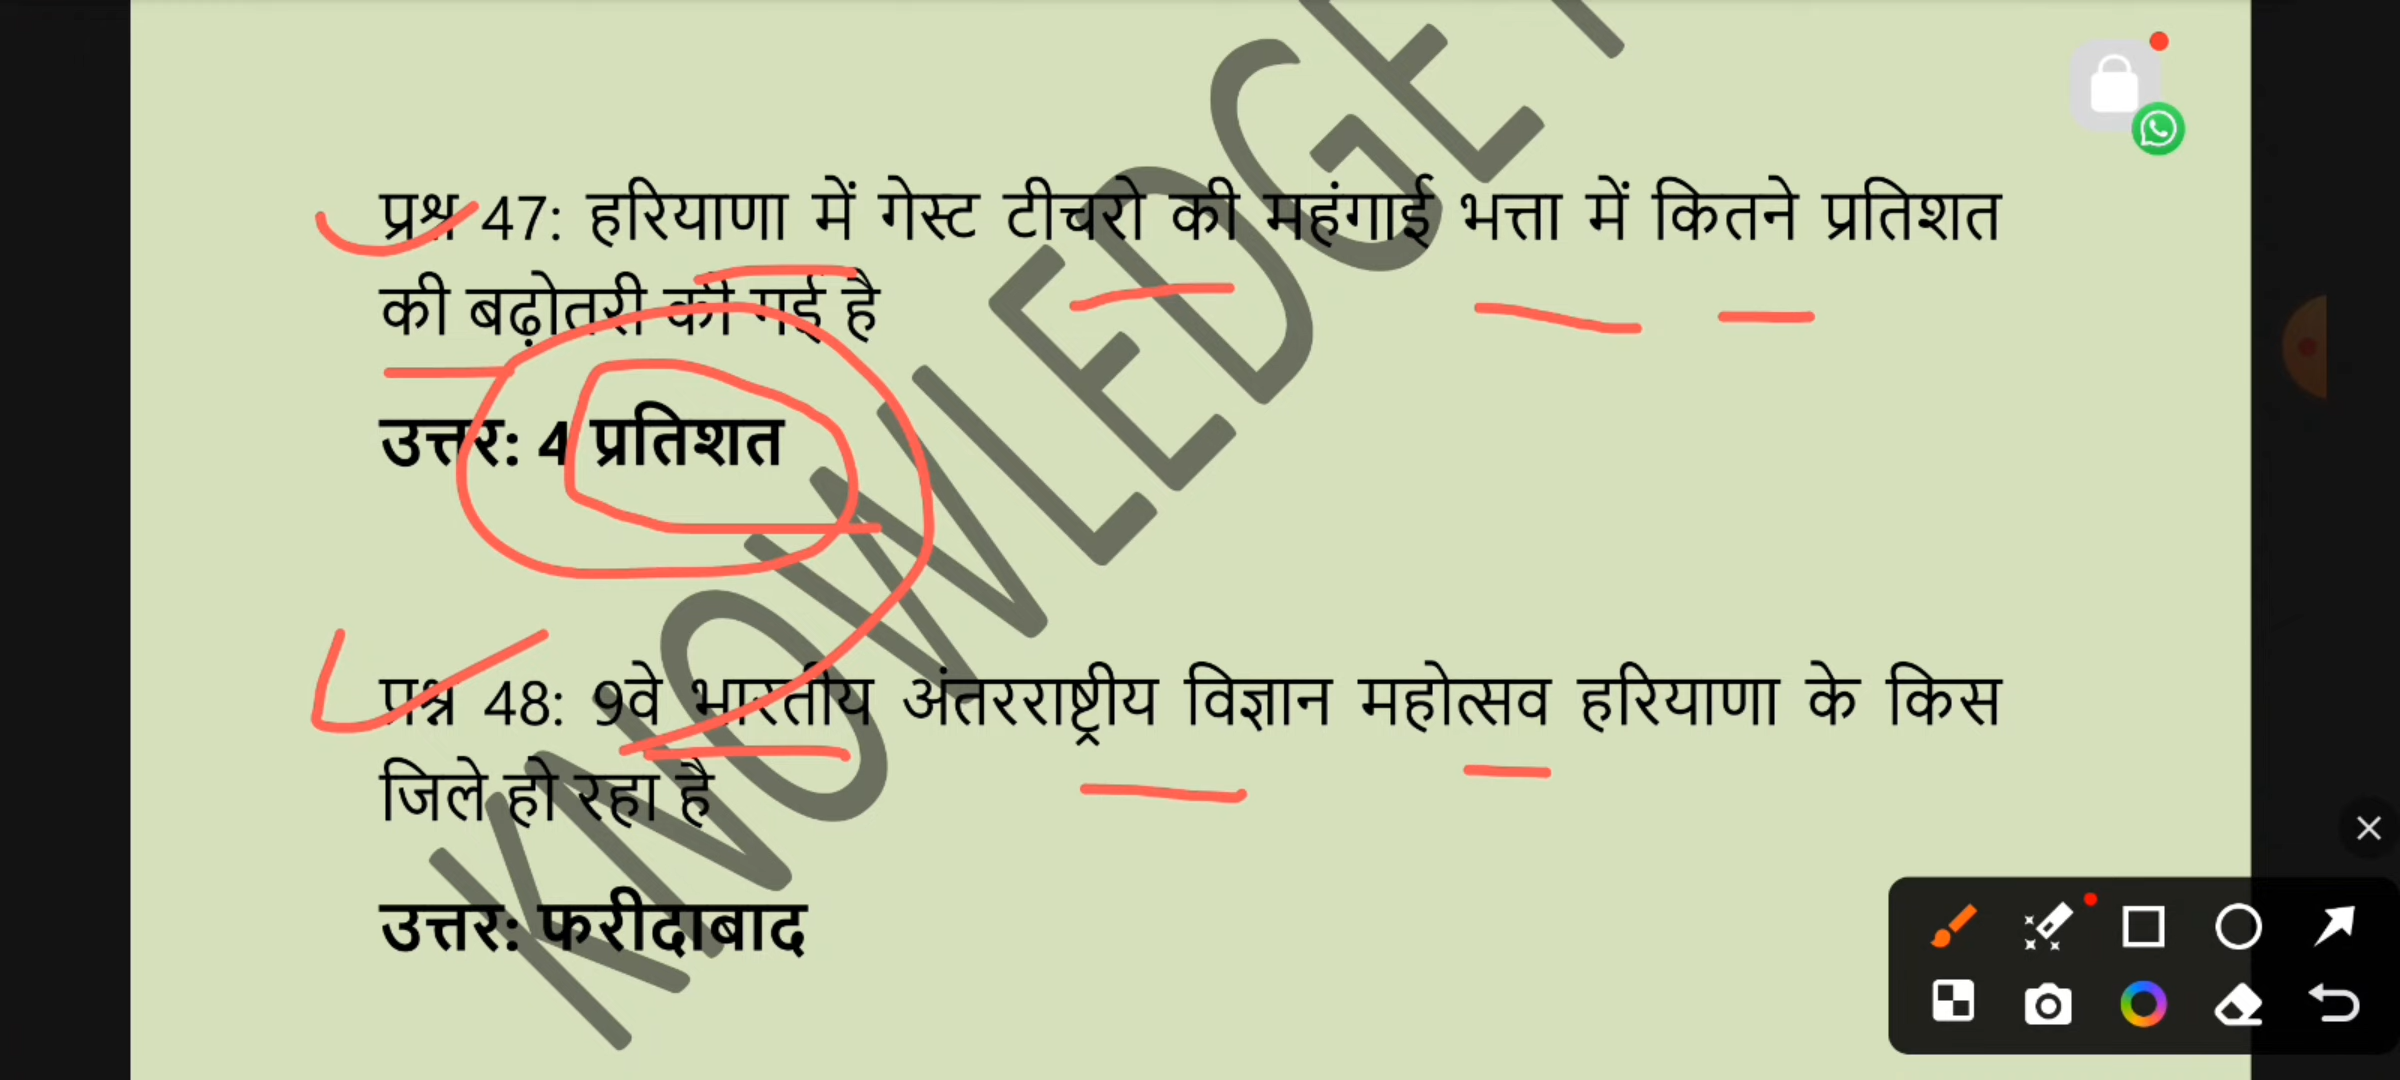 प्रश्न 47: हरियाणा में गेस्ट टीचरो की महंगाई भत्ता में कितने प्रतिशत
की बढ़ोतरी की गई है
उत्तर: 4 प्रतिशत
प्रश्न 48: 9वे भारतीय अंतरराष्ट्रीय विज्ञान महोत्सव हरियाणा के किस
जिले हो रहा है
उत्तर: फरीदाबाद
KNOWLEDGE